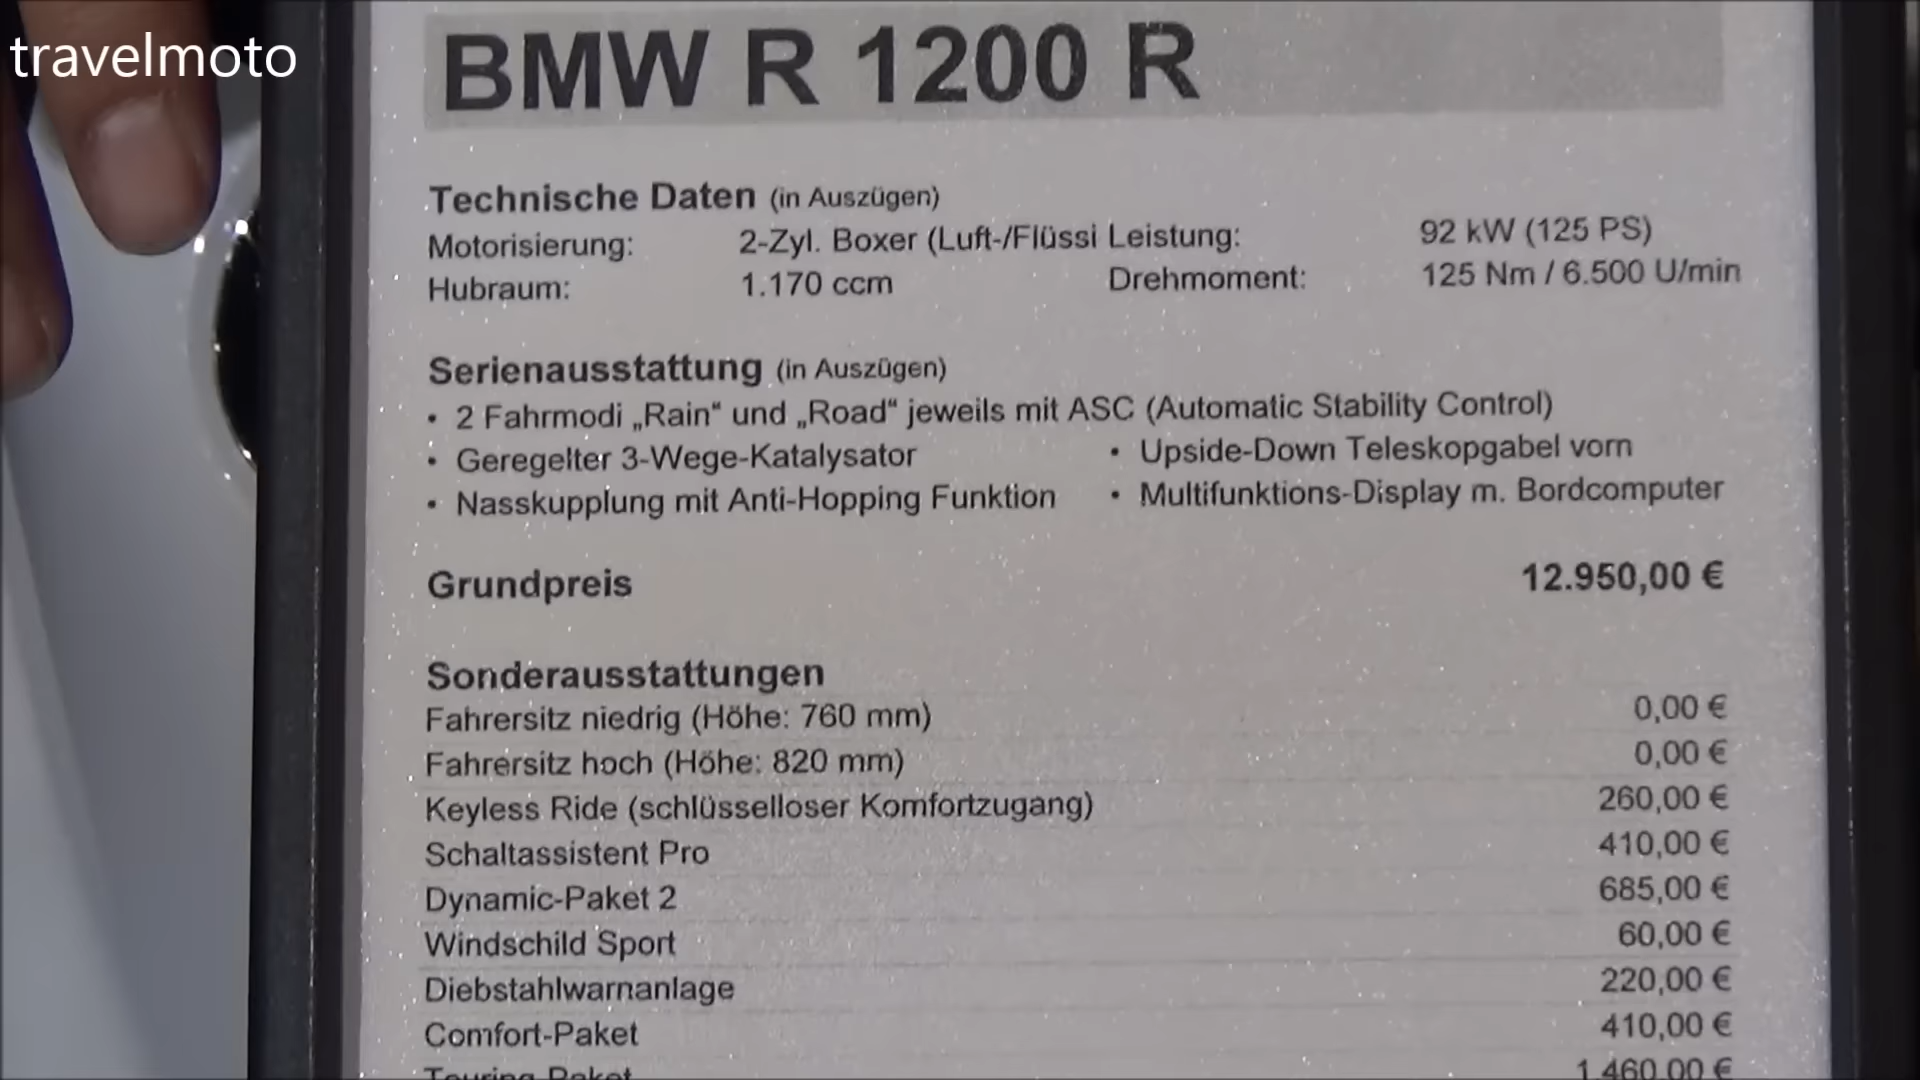 travelmoto
BMW R 1200 R
Technische Daten (in Auszügen)
Motorisierung: 2-Zyl. Boxer (Luft-/Flüssi Leistung: 92 kW (125 PS)
Hubraum: 1.170 ccm Drehmoment: 125 Nm / 6.500 U/min
Serienausstattung (in Auszügen)
• 2 Fahrmodi „Rain“ und „Road“ jeweils mit ASC (Automatic Stability Control)
• Geregelter 3-Wege-Katalysator • Upside-Down Teleskopgabel vorn
• Nasskupplung mit Anti-Hopping Funktion • Multifunktions-Display m. Bordcomputer
Grundpreis 12.950,00 €
Sonderausstattungen
Fahrersitz niedrig (Höhe: 760 mm) 0,00 €
Fahrersitz hoch (Höhe: 820 mm) 0,00 €
Keyless Ride (schlüsselloser Komfortzugang) 260,00 €
Schaltassistent Pro 410,00 €
Dynamic-Paket 2 685,00 €
Windschild Sport 60,00 €
Diebstahlwarnanlage 220,00 €
Comfort-Paket 410,00 €
Touring-Paket 1.460,00 €